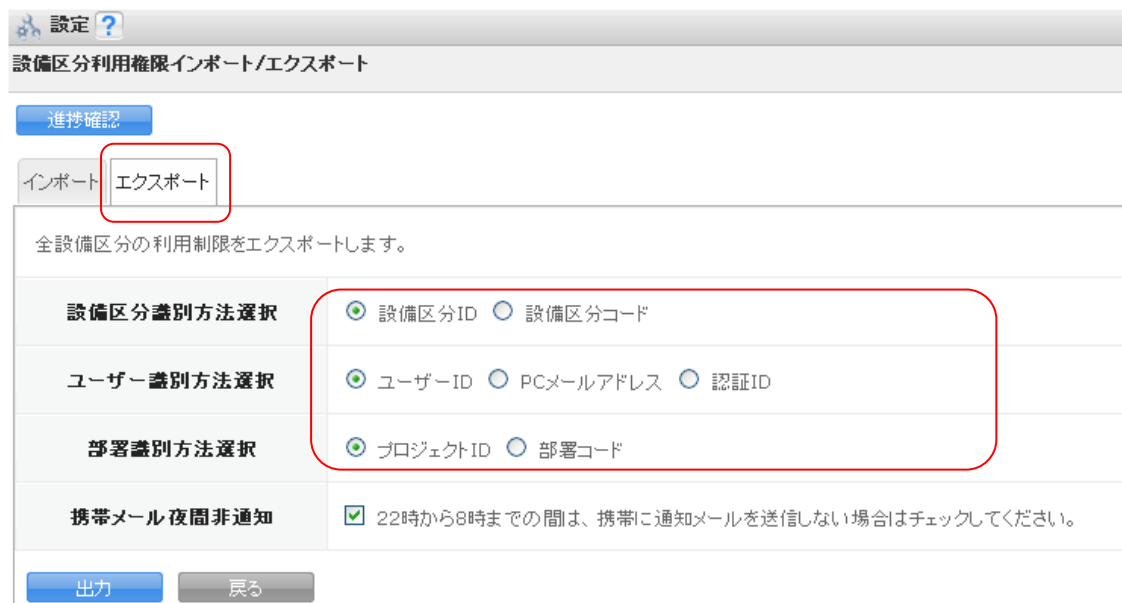 設定 ?
設備区分利用権限インポート/エクスポート
進捗確認
インポート エクスポート
全設備区分の利用制限をエクスポートします。
設備区分識別方法選択 設備区分ID 設備区分コード
ユーザー識別方法選択 ユーザーID PCメールアドレス 認証ID
部署識別方法選択 プロジェクトID 部署コード
携帯メール夜間非通知 22時から8時までの間は、携帯に通知メールを送信しない場合はチェックしてください。
出力 戻る